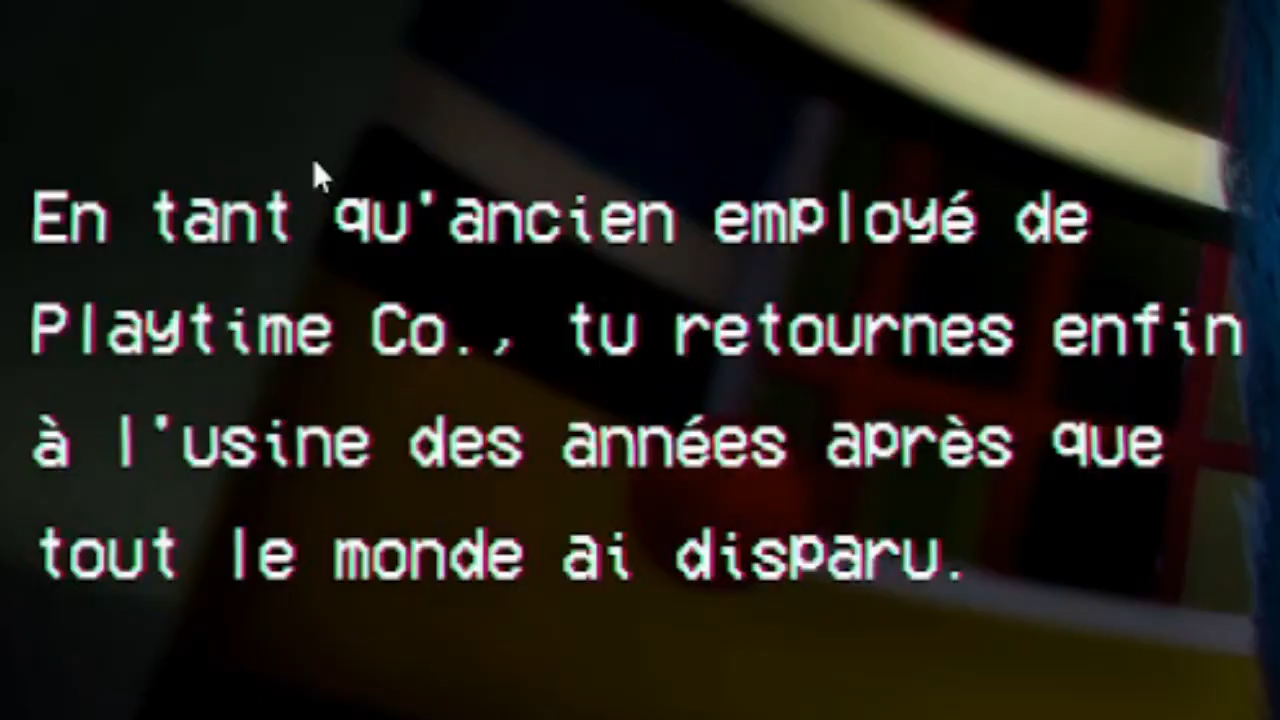 En tant qu'ancien employé de
Playtime Co., tu retournes enfin
à l'usine des années après que
tout le monde ai disparu.